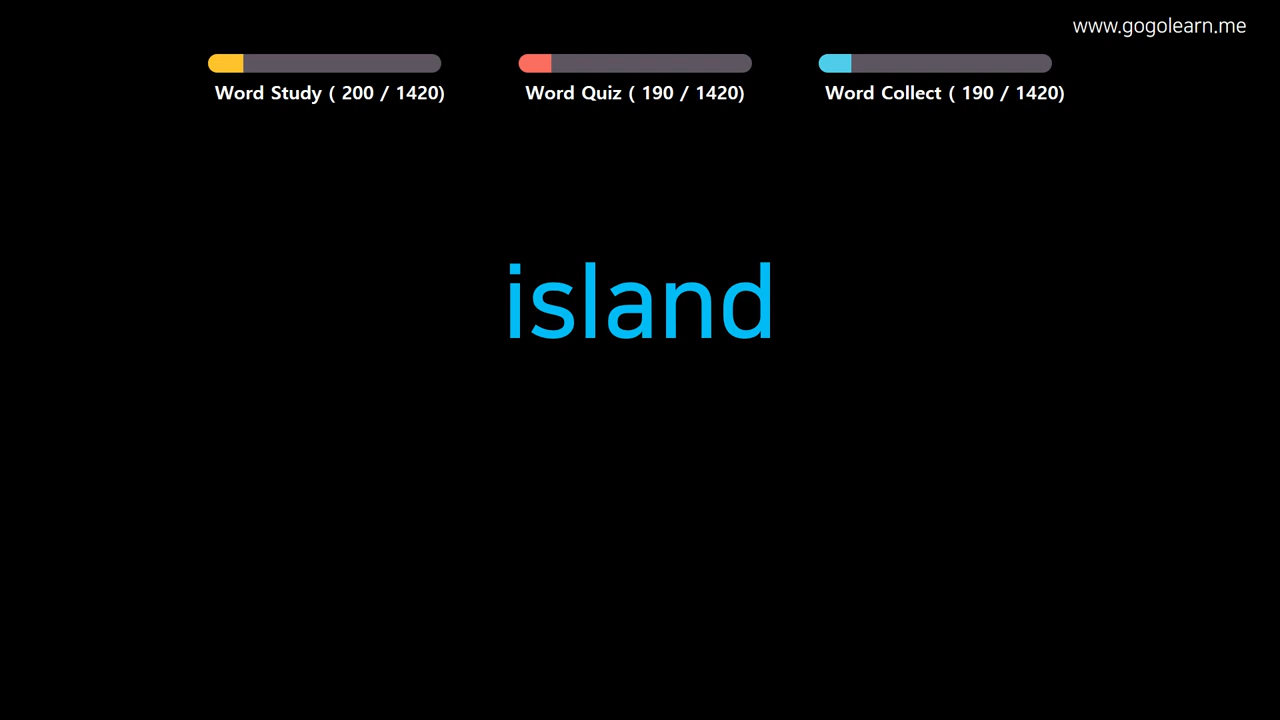 www.gogolearn.me
Word Study ( 200 / 1420)
Word Quiz ( 190 / 1420)
Word Collect ( 190 / 1420)
island